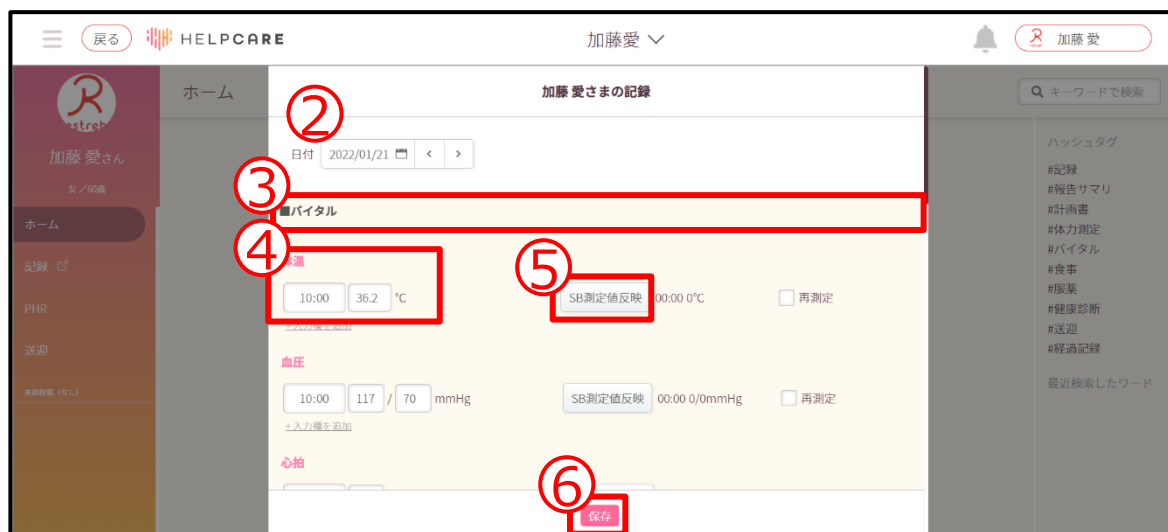 戻る HELPCARE 加藤愛 加藤 愛
ホーム 加藤 愛さまの記録 キーワードで検索
estreh
②
日付 2022/01/21 < >
加藤 愛さん
女／60歳
ハッシュタグ
#記録
#報告サマリ
#計画書
#体力測定
#バイタル
#食事
#服薬
#健康診断
#送迎
#経過記録
最近検索したワード
ホーム
記録
PHR
送迎
③
■バイタル
④
体温
⑤
10:00 36.2 ℃ SB測定値反映 00:00 0℃ 再測定
+入力欄を追加
血圧
10:00 117 / 70 mmHg SB測定値反映 00:00 0/0mmHg 再測定
+入力欄を追加
心拍
⑥
保存